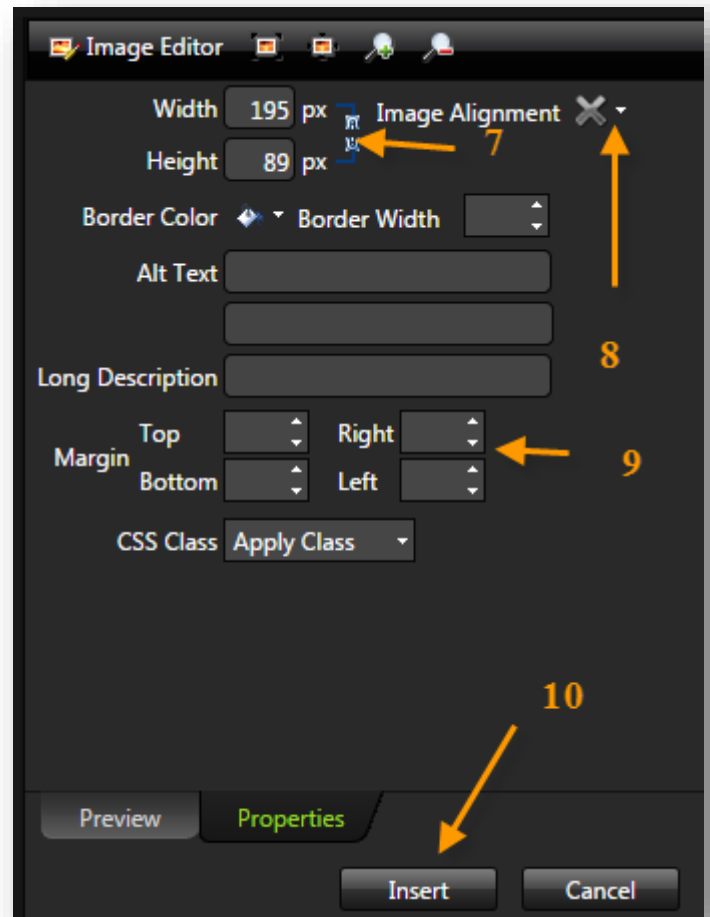 Image Editor
Width 195 px Image Alignment
7
Height 89 px
Border Color Border Width
Alt Text
8
Long Description
Margin Top Right
9
Bottom Left
CSS Class Apply Class
10
Preview Properties
Insert Cancel